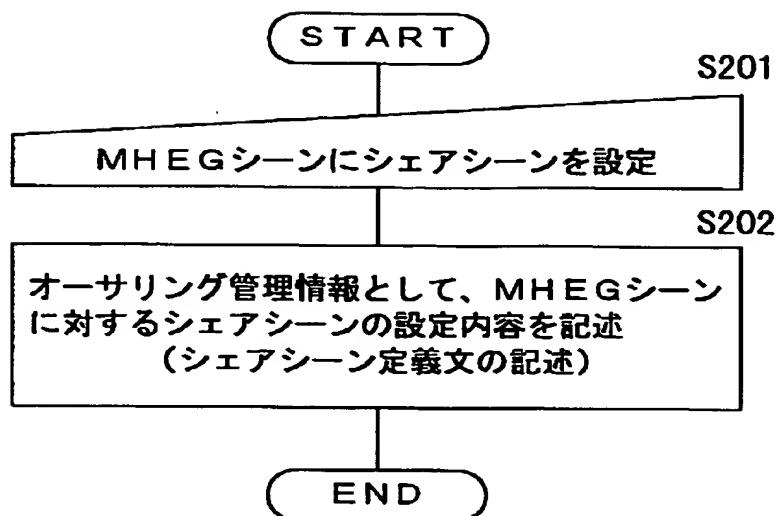 START
S201
MHEGシーンにシェアシーンを設定
S202
オーサリング管理情報として、MHEGシーン
に対するシェアシーンの設定内容を記述
(シェアシーン定義文の記述)
END